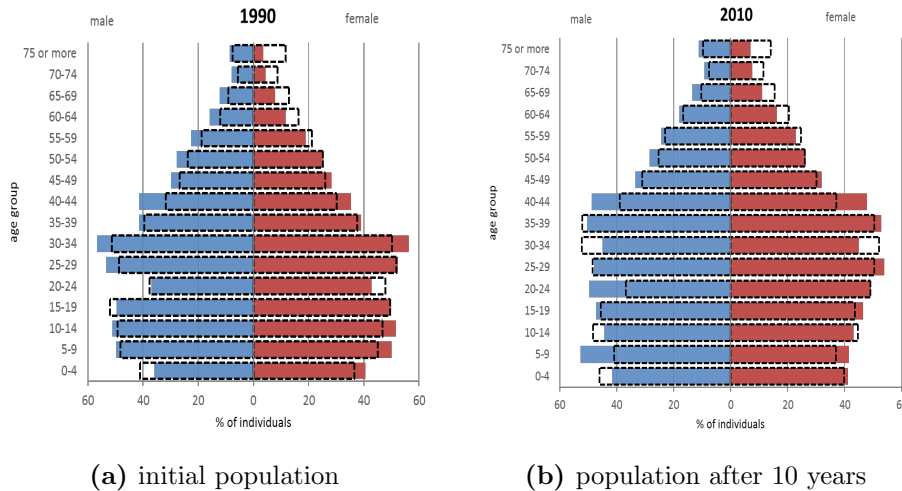 male 1990 female
75 or more
70-74
65-69
60-64
55-59
50-54
45-49
40-44
35-39
30-34
25-29
20-24
15-19
10-14
5-9
0-4
age group
60 40 20 0 20 40 60
% of individuals
(a) initial population
male 2010 female
75 or more
70-74
65-69
60-64
55-59
50-54
45-49
40-44
35-39
30-34
25-29
20-24
15-19
10-14
5-9
0-4
age group
60 40 20 0 20 40 6
% of individuals
(b) population after 10 years